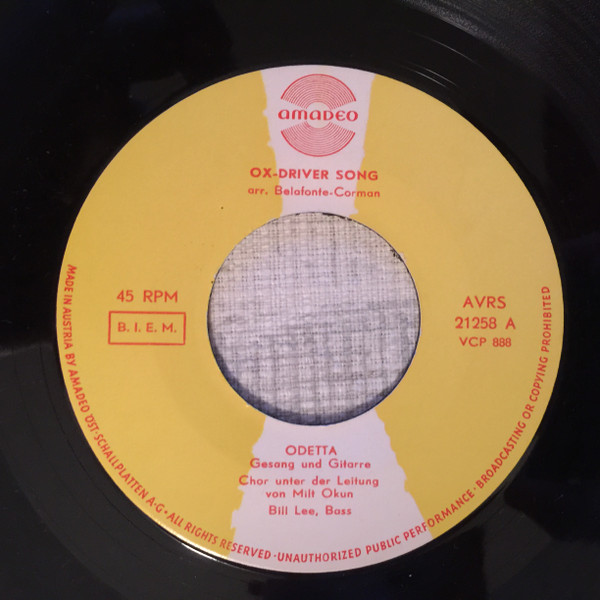 amadeo
OX-DRIVER SONG
arr. Belafonte-Corman
45 RPM
B. I. E. M.
AVRS
21258 A
VCP 888
ODETTA
Gesang und Gitarre
Chor unter der Leitung
von Milt Okun
Bill Lee, Bass
MADE IN AUSTRIA BY AMADEO ÖST. SCHALLPLATTEN A·G · ALL RIGHTS RESERVED · UNAUTHORIZED PUBLIC PERFORMANCE · BROADCASTING OR COPYING PROHIBITED